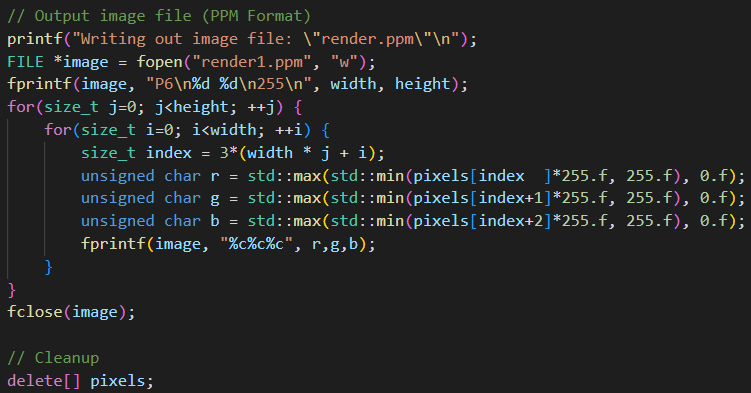 // Output image file (PPM Format)
printf("Writing out image file: \"render.ppm\"\n");
FILE *image = fopen("render1.ppm", "w");
fprintf(image, "P6\n%d %d\n255\n", width, height);
for(size_t j=0; j<height; ++j) {
    for(size_t i=0; i<width; ++i) {
        size_t index = 3*(width * j + i);
        unsigned char r = std::max(std::min(pixels[index  ]*255.f, 255.f), 0.f);
        unsigned char g = std::max(std::min(pixels[index+1]*255.f, 255.f), 0.f);
        unsigned char b = std::max(std::min(pixels[index+2]*255.f, 255.f), 0.f);
        fprintf(image, "%c%c%c", r,g,b);
    }
}
fclose(image);

// Cleanup
delete[] pixels;